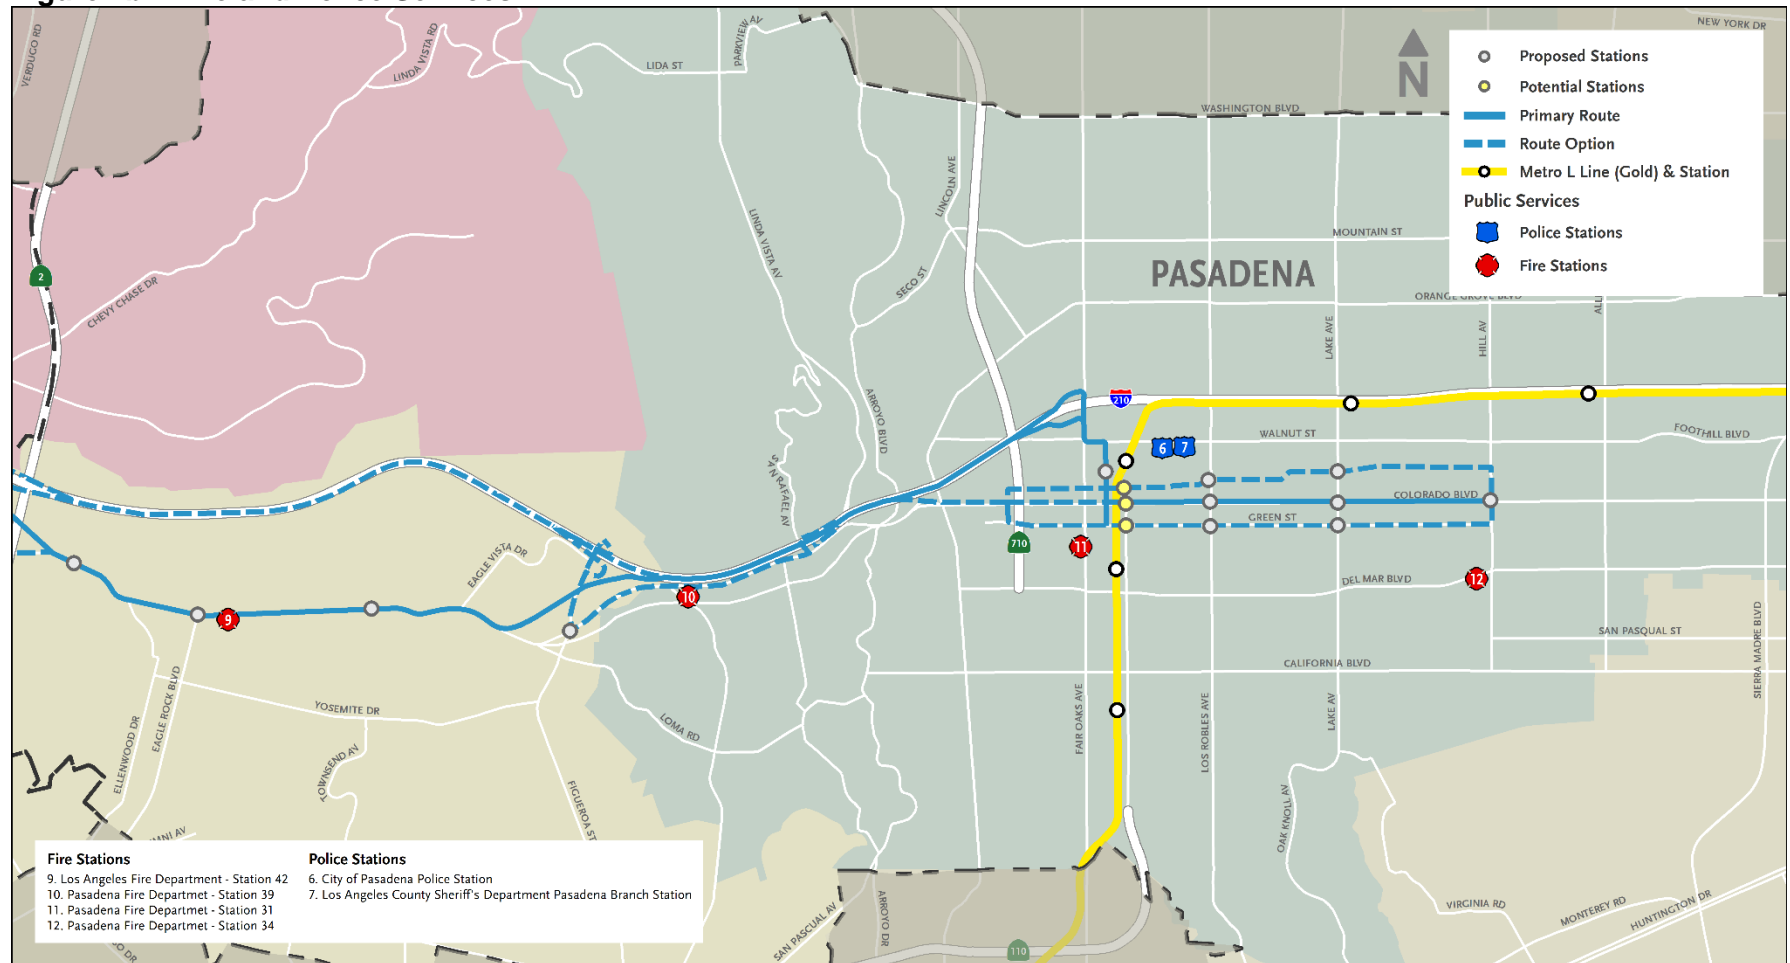 NEW YORK DR
VERDUGO RD
LINDA VISTA RD
PARKVIEW AV
LIDA ST
N
Proposed Stations
Potential Stations
Primary Route
Route Option
Metro L Line (Gold) & Station
Public Services
Police Stations
Fire Stations
WASHINGTON BLVD
LINCOLN AVE
LINDA VISTA AV
MOUNTAIN ST
SECO ST
PASADENA
2
CHEVY CHASE DR
ORANGE GROVE BLVD
LAKE AVE
HILL AV
210
ARROYO BLVD
WALNUT ST
FOOTHILL BLVD
6
7
SAN RAFAEL AV
COLORADO BLVD
GREEN ST
710
11
EAGLE VISTA DR
DEL MAR BLVD
12
10
9
SAN PASQUAL ST
CALIFORNIA BLVD
SIERRA MADRE BLVD
ELLENWOOD DR
EAGLE ROCK BLVD
YOSEMITE DR
LOMA RD
TOWNSEND AV
FIGUEROA ST
FAIR OAKS AVE
LOS ROBLES AVE
LAKE AV
OAK KNOLL AV
Fire Stations
9. Los Angeles Fire Department - Station 42
10. Pasadena Fire Departmet - Station 39
11. Pasadena Fire Departmet - Station 31
12. Pasadena Fire Departmet - Station 34
Police Stations
6. City of Pasadena Police Station
7. Los Angeles County Sheriff's Department Pasadena Branch Station
SAN PASCUAL AV
ARROYO DR
110
VIRGINIA RD
MONTEREY RD
HUNTINGTON DR